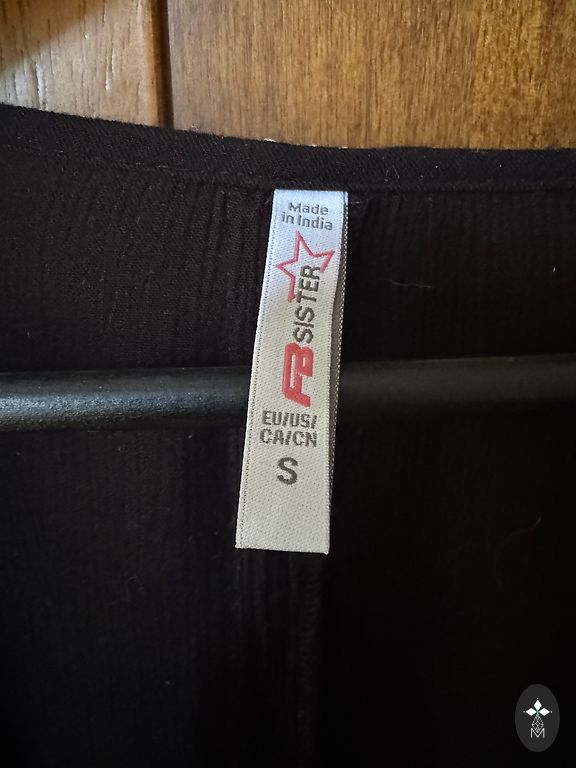 Made
in India
FB SISTER
EU/US/
CA/CN
S
M